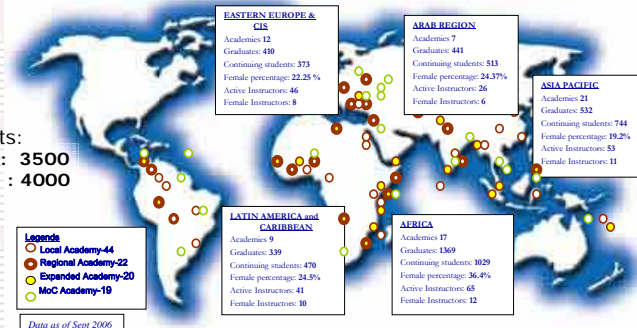 EASTERN EUROPE &
CIS
Academies 12
Graduates: 410
Continuing students: 373
Female percentage: 22.25 %
Active Instructors: 46
Female Instructors: 8
ARAB REGION
Academies 7
Graduates: 441
Continuing students: 513
Female percentage: 24.37%
Active Instructors: 26
Female Instructors: 6
ASIA PACIFIC
Academies 21
Graduates: 532
Continuing students: 744
Female percentage: 19.2%
Active Instructors: 53
Female Instructors: 11
ts:
: 3500
: 4000
LATIN AMERICA and
CARIBBEAN
Academies 9
Graduates: 339
Continuing students: 470
Female percentage: 24.5%
Active Instructors: 41
Female Instructors: 10
AFRICA
Academies 17
Graduates: 1369
Continuing students: 1029
Female percentage: 36.4%
Active Instructors: 65
Female Instructors: 12
Legends
Local Academy-44
Regional Academy-22
Expanded Academy-20
MoC Academy-19
Data as of Sept 2006